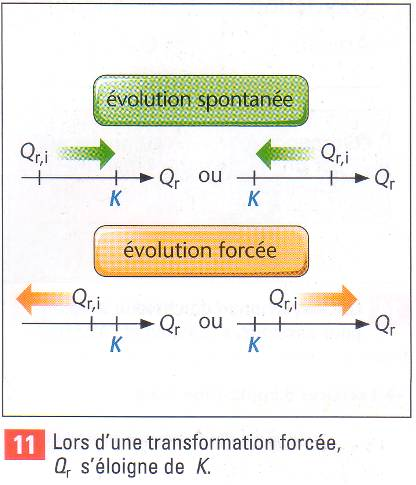 évolution spontanée
Qr,i Qr,i
Qr ou Qr
K K
évolution forcée
Qr,i Qr,i
Qr ou Qr
K K
11 Lors d'une transformation forcée,
Qr s'éloigne de K.